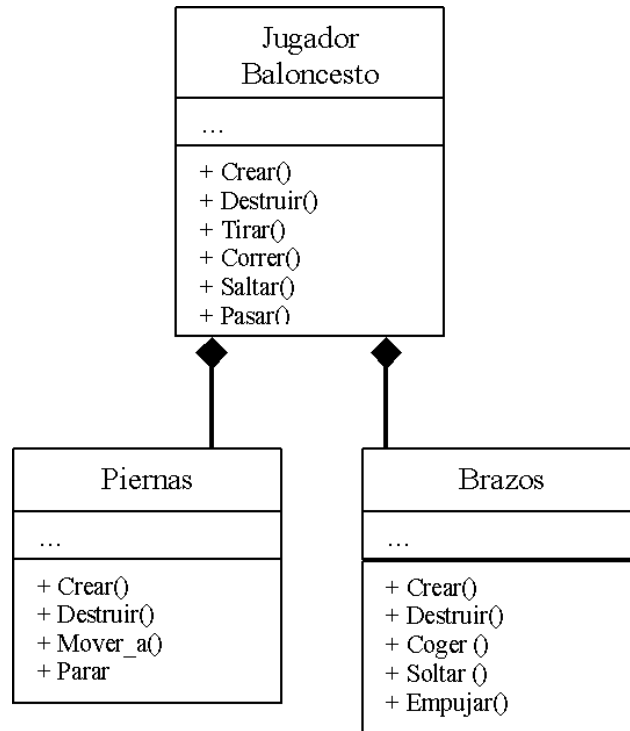 Jugador
Baloncesto
...
+ Crear()
+ Destruir()
+ Tirar()
+ Correr()
+ Saltar()
+ Pasar()
Piernas
...
+ Crear()
+ Destruir()
+ Mover_a()
+ Parar
Brazos
...
+ Crear()
+ Destruir()
+ Coger ()
+ Soltar ()
+ Empujar()